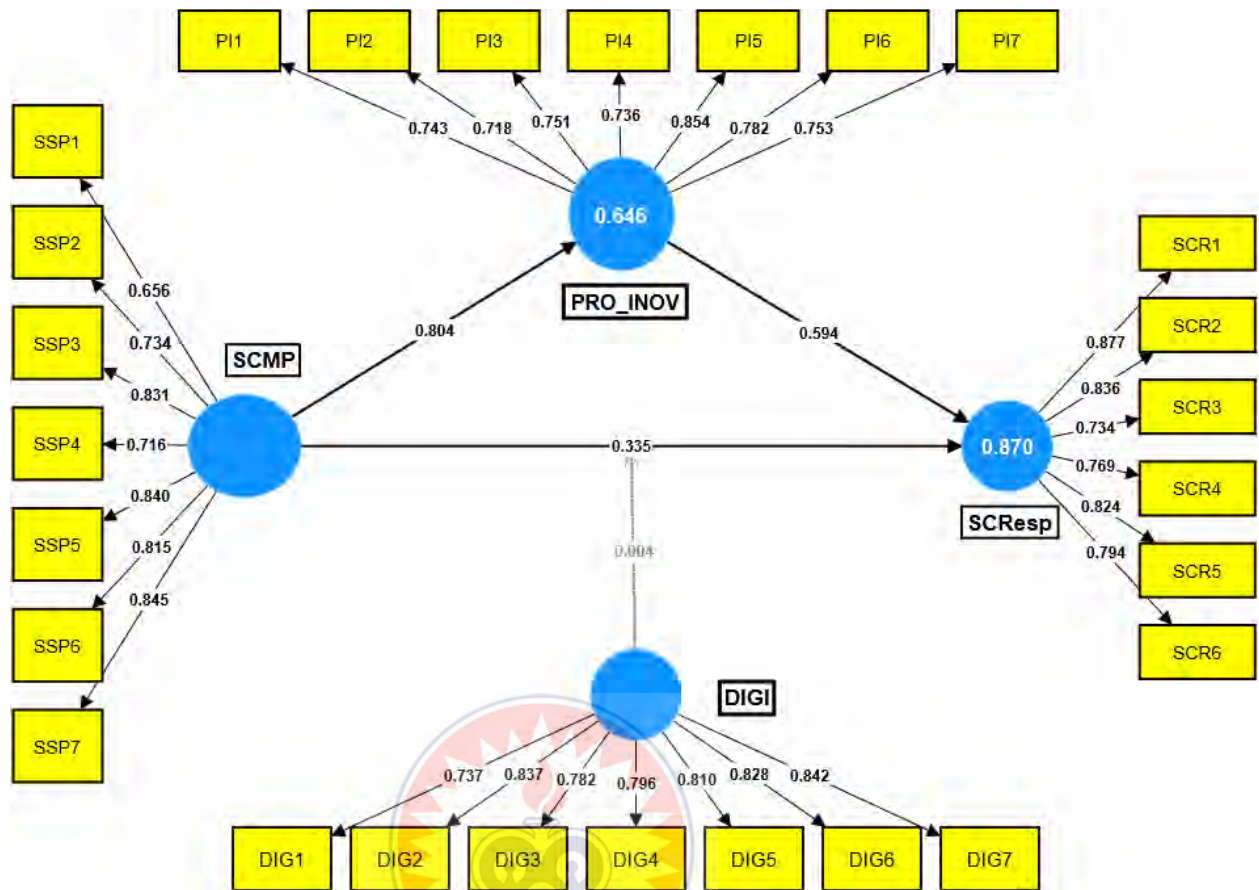 PI1 PI2 PI3 PI4 PI5 PI6 PI7
0.743 0.718 0.751 0.736 0.854 0.782 0.753
SSP1
SSP2
SSP3
SSP4
SSP5
SSP6
SSP7
0.656
0.734
0.831
0.716
0.840
0.815
0.845
SCMP
0.804
0.646
PRO_INOV
0.594
0.335
0.004
0.870
SCResp
0.877
0.836
0.734
0.769
0.824
0.794
SCR1
SCR2
SCR3
SCR4
SCR5
SCR6
DIGI
0.737 0.837 0.782 0.796 0.810 0.828 0.842
DIG1 DIG2 DIG3 DIG4 DIG5 DIG6 DIG7